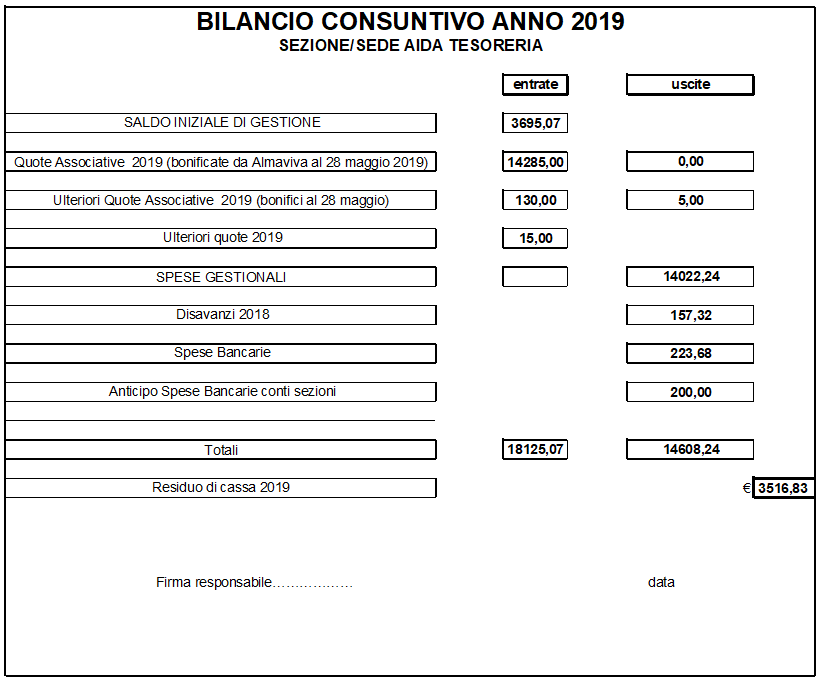 BILANCIO CONSUNTIVO ANNO 2019
SEZIONE/SEDE AIDA TESORERIA
entrate uscite
SALDO INIZIALE DI GESTIONE 3695,07
Quote Associative 2019 (bonificate da Almaviva al 28 maggio 2019) 14285,00 0,00
Ulteriori Quote Associative 2019 (bonifici al 28 maggio) 130,00 5,00
Ulteriori quote 2019 15,00
SPESE GESTIONALI 14022,24
Disavanzi 2018 157,32
Spese Bancarie 223,68
Anticipo Spese Bancarie conti sezioni 200,00
Totali 18125,07 14608,24
Residuo di cassa 2019 € 3516,83
Firma responsabile……………… data